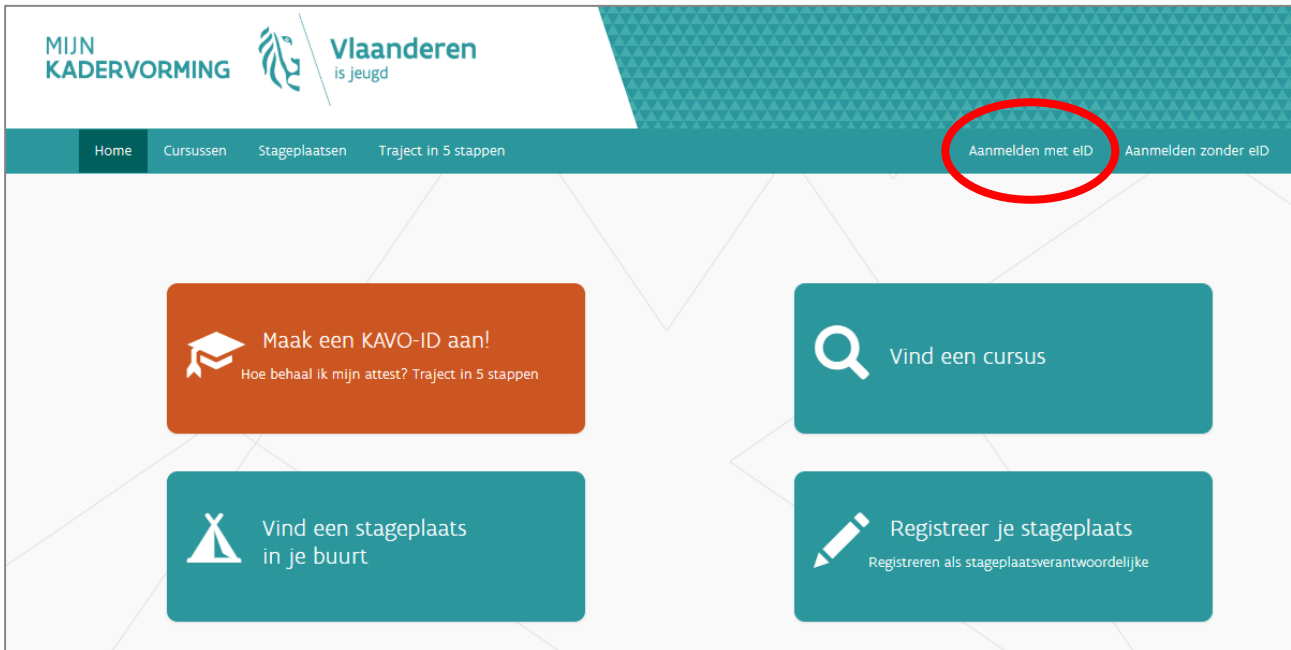 MIJN
KADERVORMING
Vlaanderen
is jeugd
Home Cursussen Stageplaatsen Traject in 5 stappen Aanmelden met eID Aanmelden zonder eID
Maak een KAVO-ID aan!
Hoe behaal ik mijn attest? Traject in 5 stappen
Vind een cursus
Vind een stageplaats
in je buurt
Registreer je stageplaats
Registreren als stageplaatsverantwoordelijke